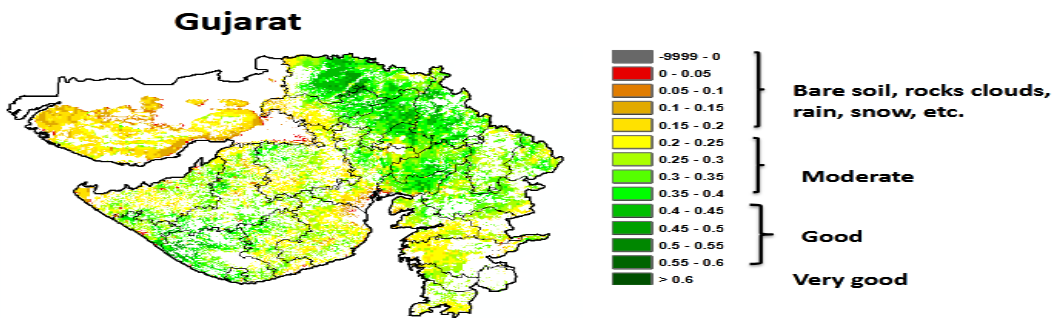 Gujarat
-9999 - 0
0 - 0.05
0.05 - 0.1
0.1 - 0.15
0.15 - 0.2
0.2 - 0.25
0.25 - 0.3
0.3 - 0.35
0.35 - 0.4
0.4 - 0.45
0.45 - 0.5
0.5 - 0.55
0.55 - 0.6
> 0.6
Bare soil, rocks clouds,
rain, snow, etc.
Moderate
Good
Very good